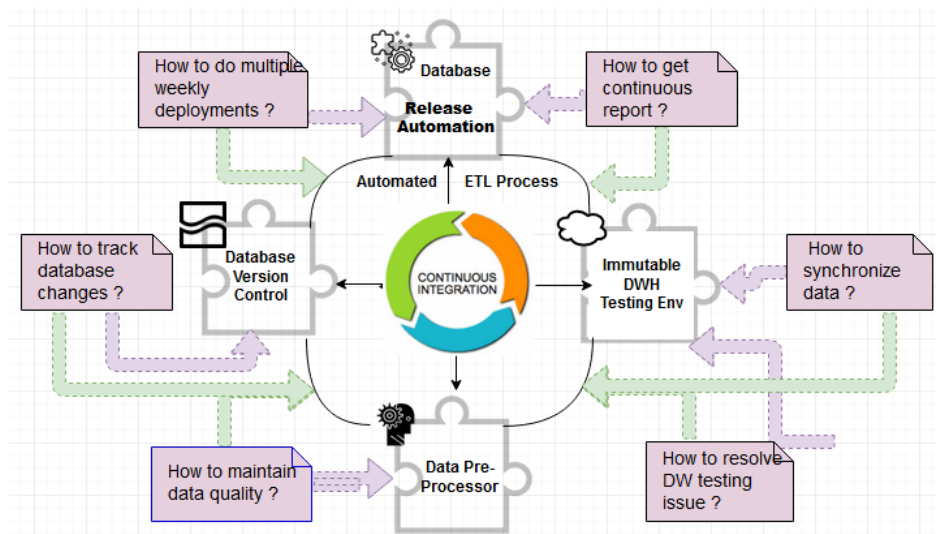 How to do multiple
weekly
deployments ?
Database
Release
Automation
How to get
continuous
report ?
Automated
ETL Process
How to track
database
changes ?
Database
Version
Control
CONTINUOUS
INTEGRATION
Immutable
DWH
Testing Env
How to
synchronize
data ?
How to maintain
data quality ?
Data Pre-
Processor
How to resolve
DW testing
issue ?